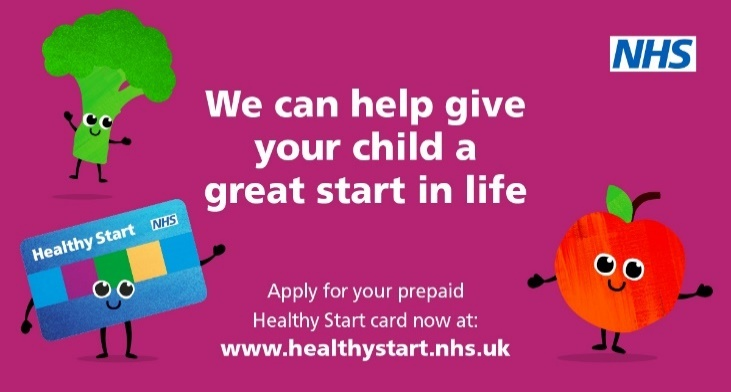 NHS
We can help give
your child a
great start in life
Healthy Start NHS
Apply for your prepaid
Healthy Start card now at:
www.healthystart.nhs.uk